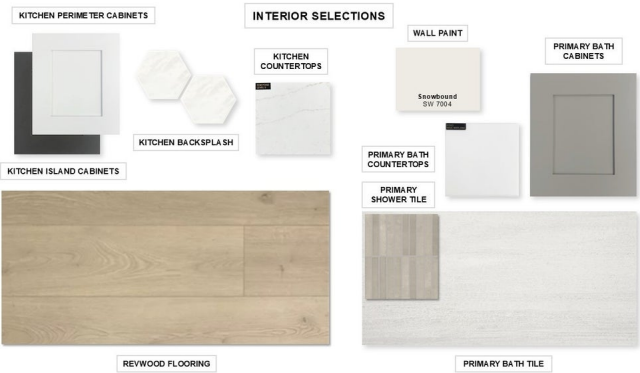 INTERIOR SELECTIONS
KITCHEN PERIMETER CABINETS
KITCHEN ISLAND CABINETS
KITCHEN BACKSPLASH
KITCHEN
COUNTERTOPS
WALL PAINT
Snowbound
SW 7004
PRIMARY BATH
CABINETS
PRIMARY BATH
COUNTERTOPS
PRIMARY
SHOWER TILE
REVWOOD FLOORING
PRIMARY BATH TILE